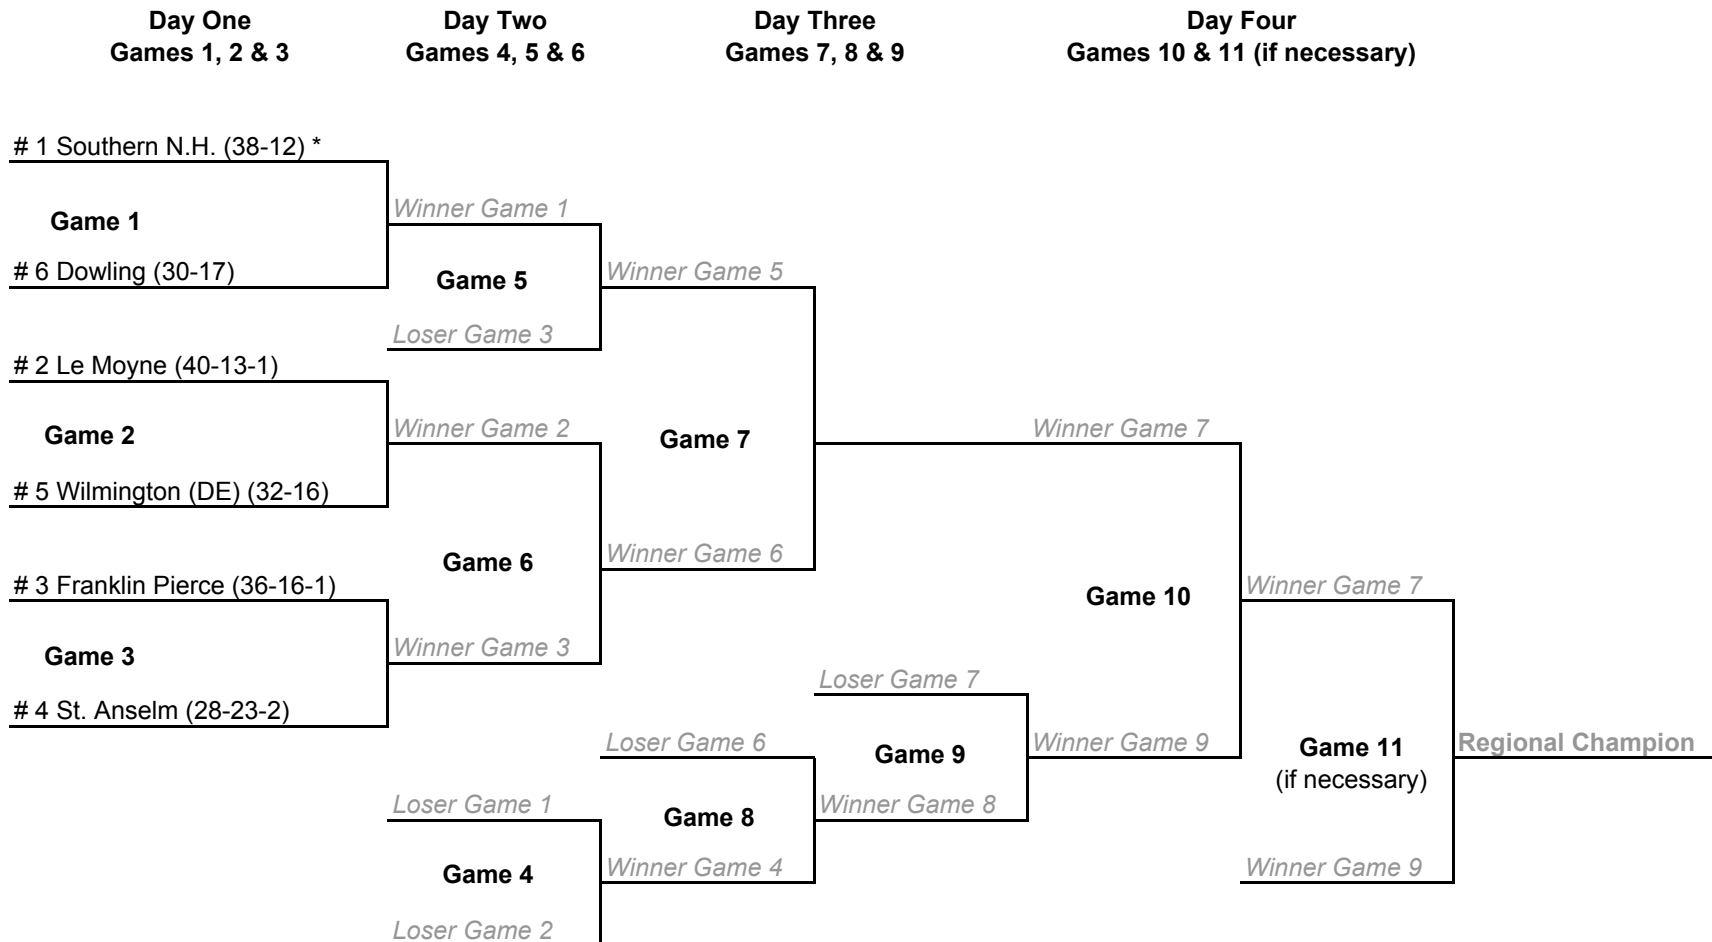 Day One
Games 1, 2 & 3
Day Two
Games 4, 5 & 6
Day Three
Games 7, 8 & 9
Day Four
Games 10 & 11 (if necessary)
# 1 Southern N.H. (38-12) *
Game 1
# 6 Dowling (30-17)
# 2 Le Moyne (40-13-1)
Game 2
# 5 Wilmington (DE) (32-16)
# 3 Franklin Pierce (36-16-1)
Game 3
# 4 St. Anselm (28-23-2)
Winner Game 1
Game 5
Loser Game 3
Winner Game 2
Game 6
Winner Game 3
Loser Game 1
Game 4
Loser Game 2
Winner Game 5
Game 7
Winner Game 6
Loser Game 6
Game 8
Winner Game 4
Loser Game 7
Game 9
Winner Game 8
Winner Game 7
Game 10
Winner Game 9
Winner Game 7
Game 11
(if necessary)
Winner Game 9
Regional Champion